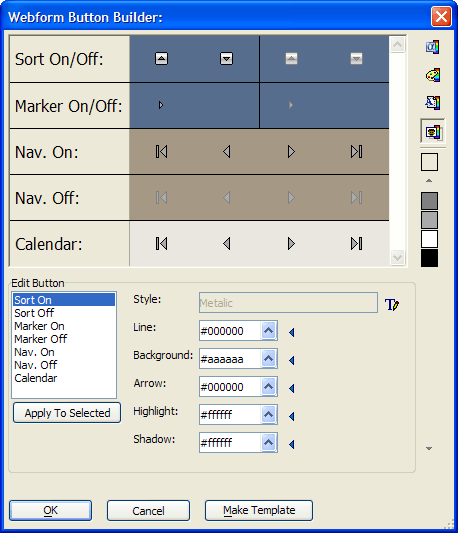 Webform Button Builder:
Sort On/Off:
Marker On/Off:
Nav. On:
Nav. Off:
Calendar:
Edit Button
Sort On
Sort Off
Marker On
Marker Off
Nav. On
Nav. Off
Calendar
Apply To Selected
Style: Metalic
Line: #000000
Background: #aaaaaa
Arrow: #000000
Highlight: #ffffff
Shadow: #ffffff
OK Cancel Make Template